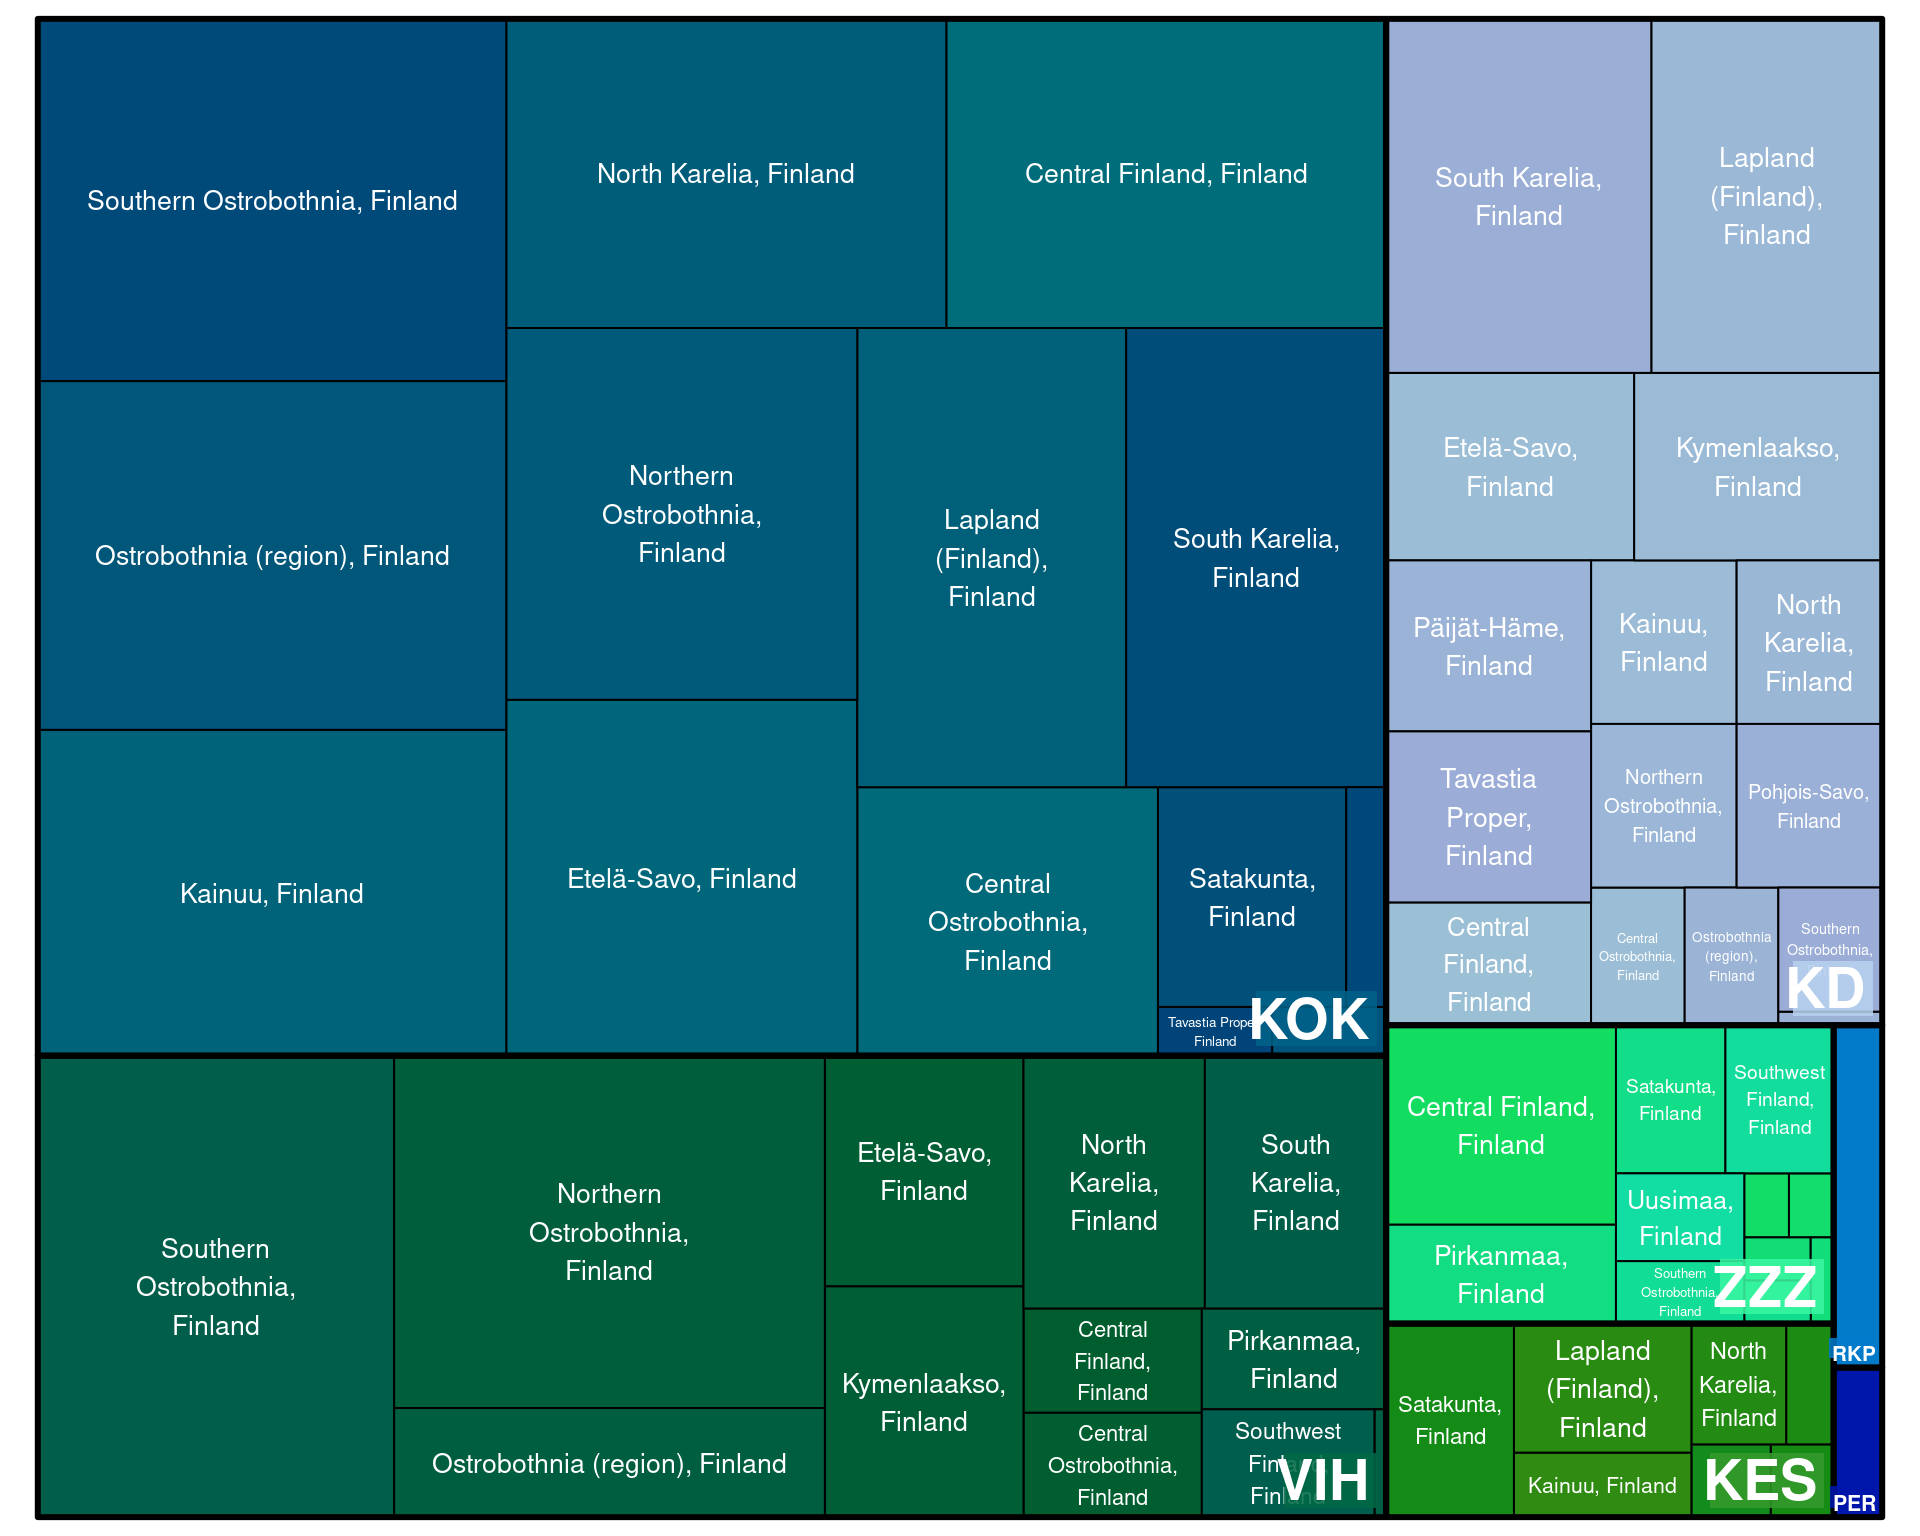 Southern Ostrobothnia, Finland
North Karelia, Finland
Central Finland, Finland
Ostrobothnia (region), Finland
Northern
Ostrobothnia,
Finland
Lapland
(Finland),
Finland
South Karelia,
Finland
Kainuu, Finland
Etelä-Savo, Finland
Central
Ostrobothnia,
Finland
Satakunta,
Finland
Tavastia
Finland
KOK
South Karelia,
Finland
Lapland
(Finland),
Finland
Etelä-Savo,
Finland
Kymenlaakso,
Finland
Päijät-Häme,
Finland
Kainuu,
Finland
North
Karelia,
Finland
Tavastia
Proper,
Finland
Northern
Ostrobothnia,
Finland
Pohjois-Savo,
Finland
Central
Finland,
Finland
Central
Ostrobothnia,
Finland
Ostrobothnia
(region),
Finland
Southern
Ostrobothnia,
KD
Southern
Ostrobothnia,
Finland
Northern
Ostrobothnia,
Finland
Ostrobothnia (region), Finland
Etelä-Savo,
Finland
Kymenlaakso,
Finland
North
Karelia,
Finland
South
Karelia,
Finland
Central
Finland,
Finland
Pirkanmaa,
Finland
Central
Ostrobothnia,
Finland
Southwest
Finland,
Finland
VIH
Central Finland,
Finland
Satakunta,
Finland
Southwest
Finland,
Finland
Pirkanmaa,
Finland
Uusimaa,
Finland
Southern
Ostrobothnia,
Finland
ZZZ
Satakunta,
Finland
Lapland
(Finland),
Finland
Kainuu, Finland
North
Karelia,
Finland
KES
RKP
PER